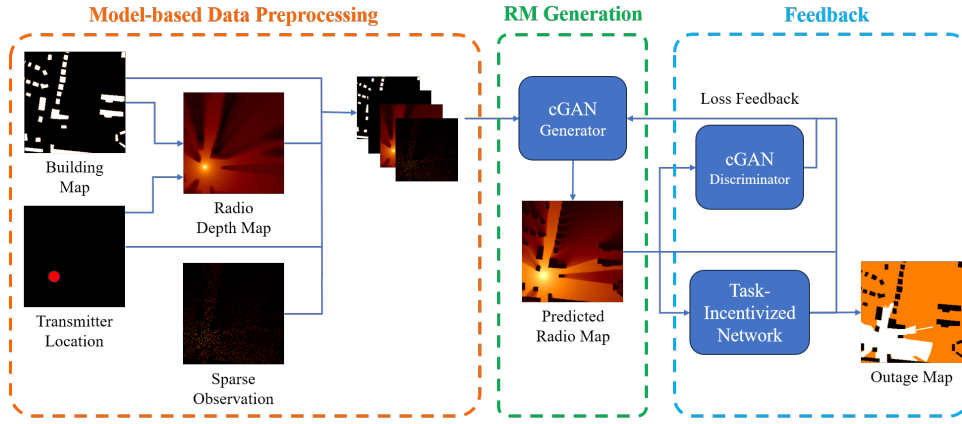 Model-based Data Preprocessing
RM Generation
Feedback
Building
Map
Radio
Depth Map
Transmitter
Location
Sparse
Observation
cGAN
Generator
Predicted
Radio Map
Loss Feedback
cGAN
Discriminator
Task-
Incentivized
Network
Outage Map